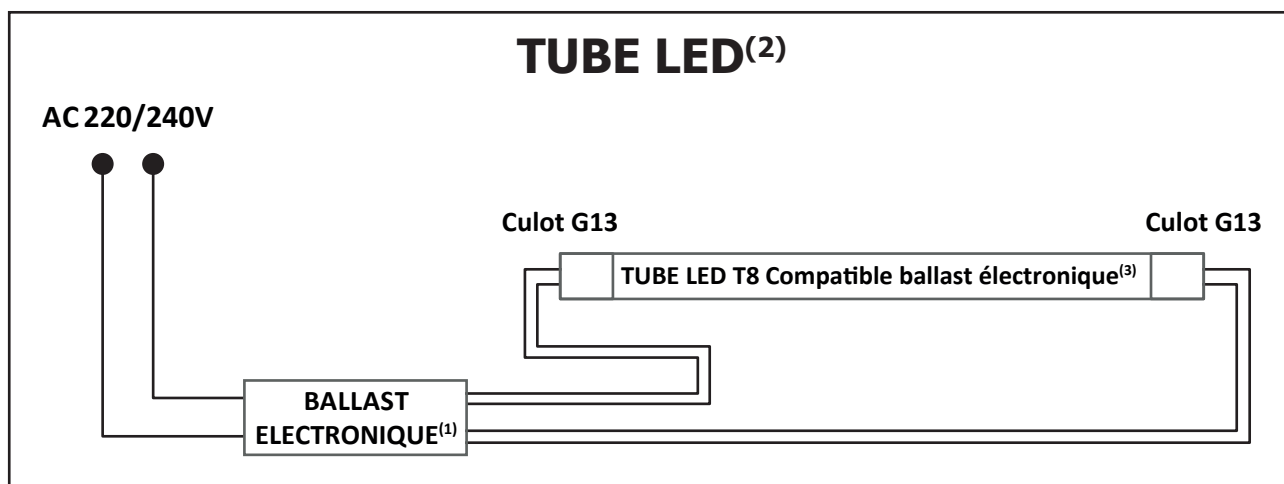 TUBE LED(2)
AC 220/240V
Culot G13
Culot G13
TUBE LED T8 Compatible ballast électronique(3)
BALLAST
ELECTRONIQUE(1)